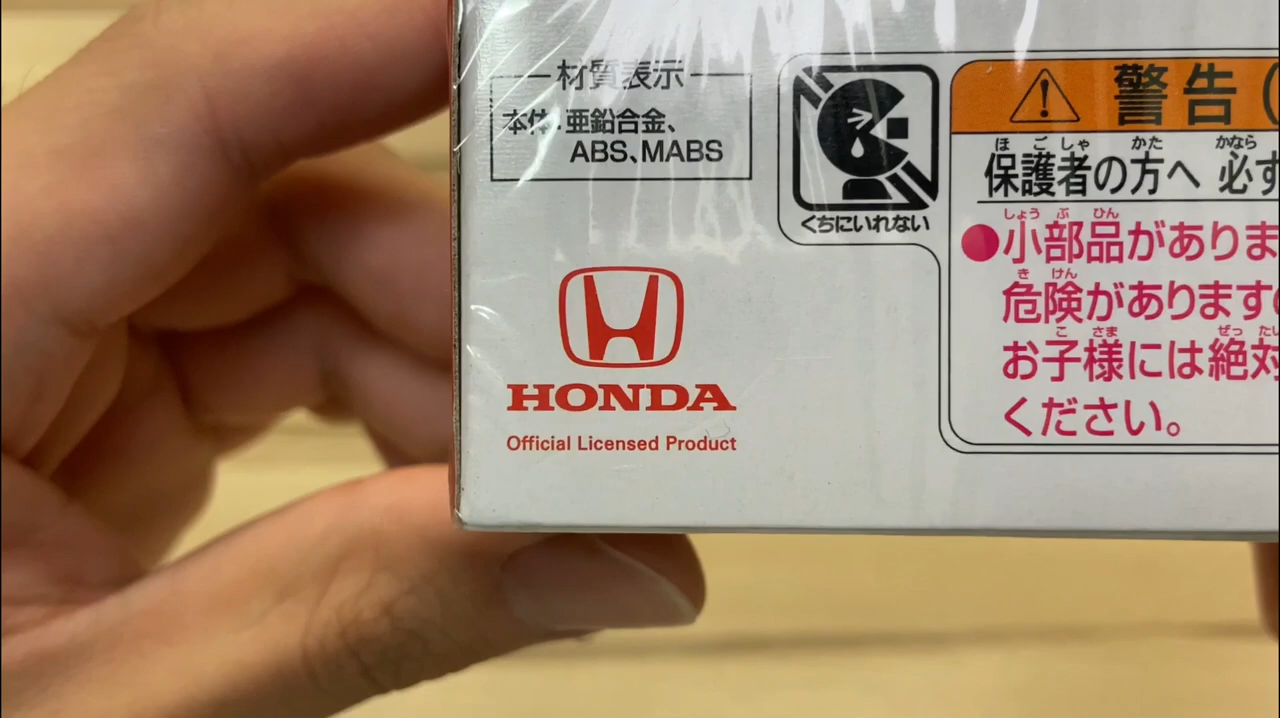 材質表示
本体:亜鉛合金、
ABS、MABS
くちにいれない
HONDA
Official Licensed Product
警告(
ほごしゃ かた かなら
保護者の方へ 必ず
しょうぶひん
●小部品がありま
きけん
危険があります
こ さま ぜったい
お子様には絶対
ください。